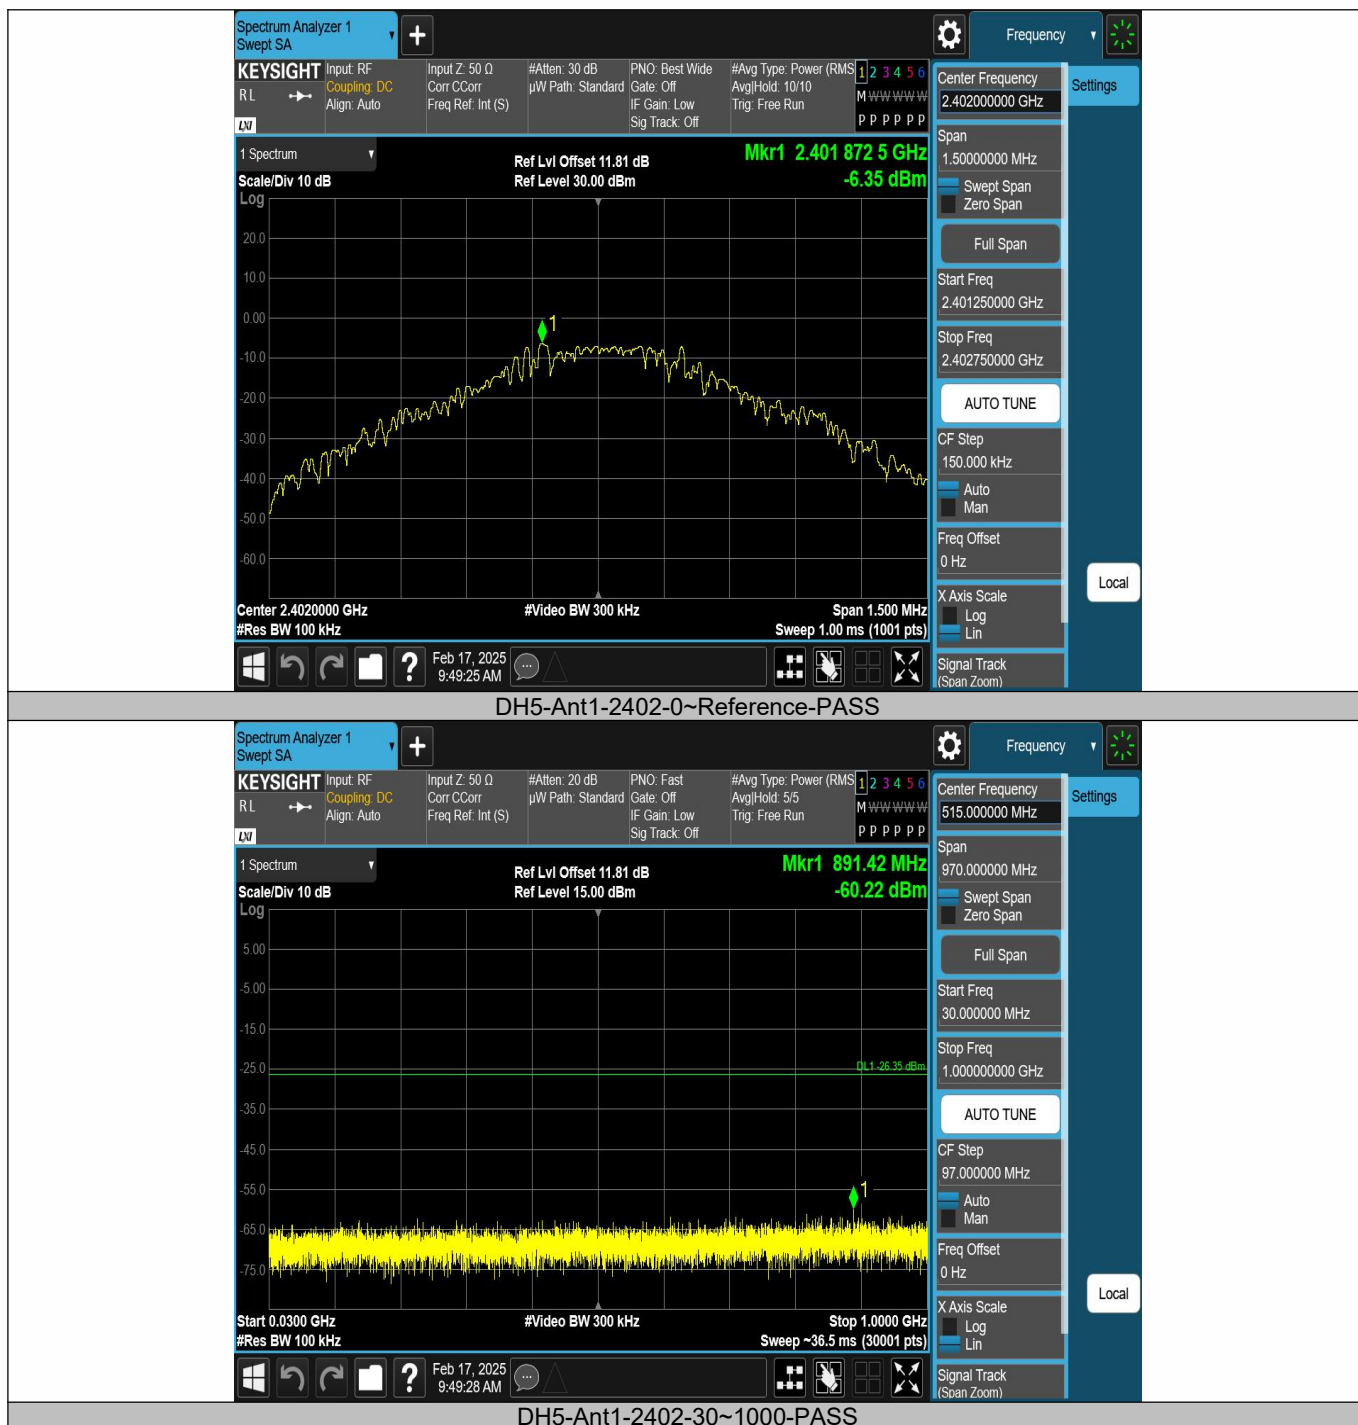 Spectrum Analyzer 1
Swept SA
Frequency
KEYSIGHT
RL
LXI
Input: RF
Coupling: DC
Align: Auto
Input Z: 50 Ω
Corr CCorr
Freq Ref: Int (S)
#Atten: 30 dB
µW Path: Standard
PNO: Best Wide
Gate: Off
IF Gain: Low
Sig Track: Off
#Avg Type: Power (RMS
Avg|Hold: 10/10
Trig: Free Run
1 2 3 4 5 6
M W W W W W
P P P P P P
Center Frequency
2.402000000 GHz
Settings
1 Spectrum
Scale/Div 10 dB
Log
Ref Lvl Offset 11.81 dB
Ref Level 30.00 dBm
Mkr1 2.401 872 5 GHz
-6.35 dBm
Span
1.50000000 MHz
Swept Span
Zero Span
Full Span
Start Freq
2.401250000 GHz
Stop Freq
2.402750000 GHz
AUTO TUNE
CF Step
150.000 kHz
Auto
Man
Freq Offset
0 Hz
X Axis Scale
Log
Lin
Signal Track
(Span Zoom)
Local
20.0
10.0
0.00
-10.0
-20.0
-30.0
-40.0
-50.0
-60.0
1
Center 2.4020000 GHz
#Res BW 100 kHz
#Video BW 300 kHz
Span 1.500 MHz
Sweep 1.00 ms (1001 pts)
?
Feb 17, 2025
9:49:25 AM
DH5-Ant1-2402-0~Reference-PASS
Spectrum Analyzer 1
Swept SA
Frequency
KEYSIGHT
RL
LXI
Input: RF
Coupling: DC
Align: Auto
Input Z: 50 Ω
Corr CCorr
Freq Ref: Int (S)
#Atten: 20 dB
µW Path: Standard
PNO: Fast
Gate: Off
IF Gain: Low
Sig Track: Off
#Avg Type: Power (RMS
Avg|Hold: 5/5
Trig: Free Run
1 2 3 4 5 6
M W W W W W
P P P P P P
Center Frequency
515.000000 MHz
Settings
1 Spectrum
Scale/Div 10 dB
Log
Ref Lvl Offset 11.81 dB
Ref Level 15.00 dBm
Mkr1 891.42 MHz
-60.22 dBm
Span
970.000000 MHz
Swept Span
Zero Span
Full Span
Start Freq
30.000000 MHz
Stop Freq
1.000000000 GHz
AUTO TUNE
CF Step
97.000000 MHz
Auto
Man
Freq Offset
0 Hz
X Axis Scale
Log
Lin
Signal Track
(Span Zoom)
Local
5.00
-5.00
-15.0
-25.0
-35.0
-45.0
-55.0
-65.0
-75.0
DL1 -26.35 dBm
1
Start 0.0300 GHz
#Res BW 100 kHz
#Video BW 300 kHz
Stop 1.0000 GHz
Sweep ~36.5 ms (30001 pts)
?
Feb 17, 2025
9:49:28 AM
DH5-Ant1-2402-30~1000-PASS